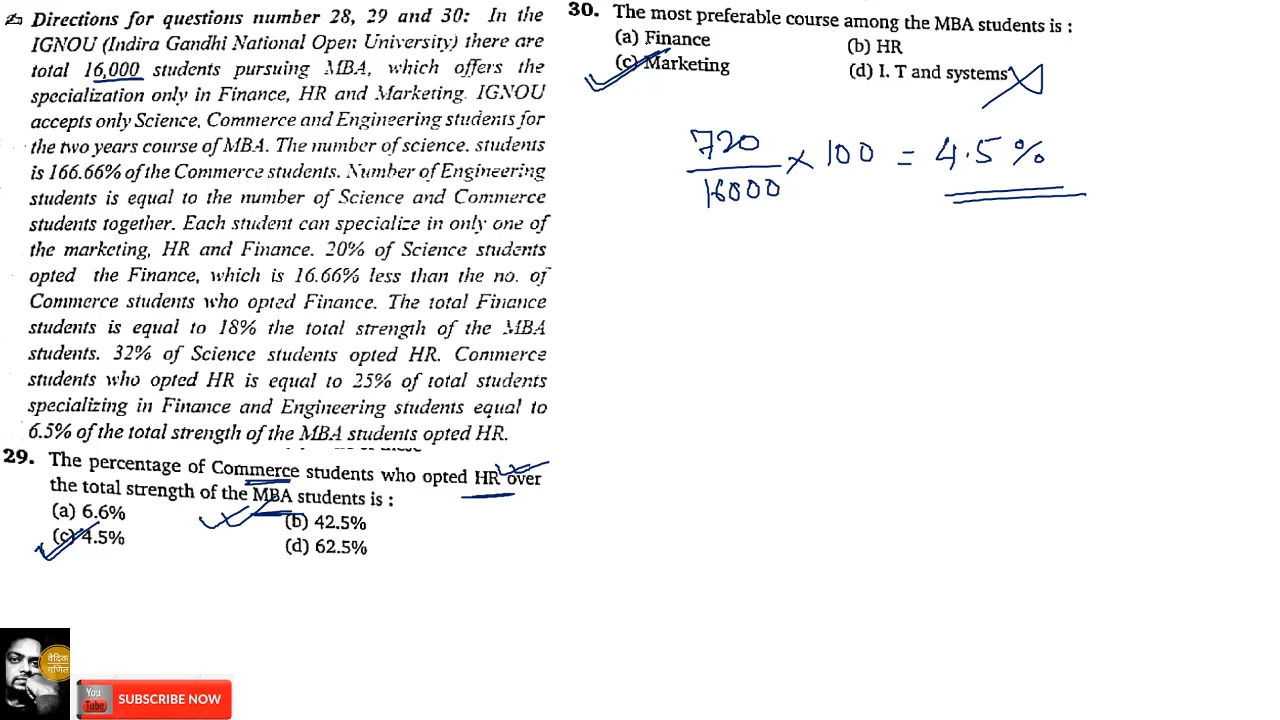 Directions for questions number 28, 29 and 30: In the
IGNOU (Indira Gandhi National Open University) there are
total 16,000 students pursuing MBA, which offers the
specialization only in Finance, HR and Marketing. IGNOU
accepts only Science, Commerce and Engineering students for
the two years course of MBA. The number of science. students
is 166.66% of the Commerce students. Number of Engineering
students is equal to the number of Science and Commerce
students together. Each student can specialize in only one of
the marketing, HR and Finance. 20% of Science students
opted the Finance, which is 16.66% less than the no. of
Commerce students who opted Finance. The total Finance
students is equal to 18% the total strength of the MBA
students. 32% of Science students opted HR. Commerce
students who opted HR is equal to 25% of total students
specializing in Finance and Engineering students equal to
6.5% of the total strength of the MBA students opted HR.
29. The percentage of Commerce students who opted HR over
the total strength of the MBA students is :
(a) 6.6%
(b) 42.5%
(c) 4.5%
(d) 62.5%
30. The most preferable course among the MBA students is :
(a) Finance
(b) HR
(c) Marketing
(d) I. T and systems
720
16000
× 100 = 4.5 %
वैदिक
गणित
You
Tube
SUBSCRIBE NOW